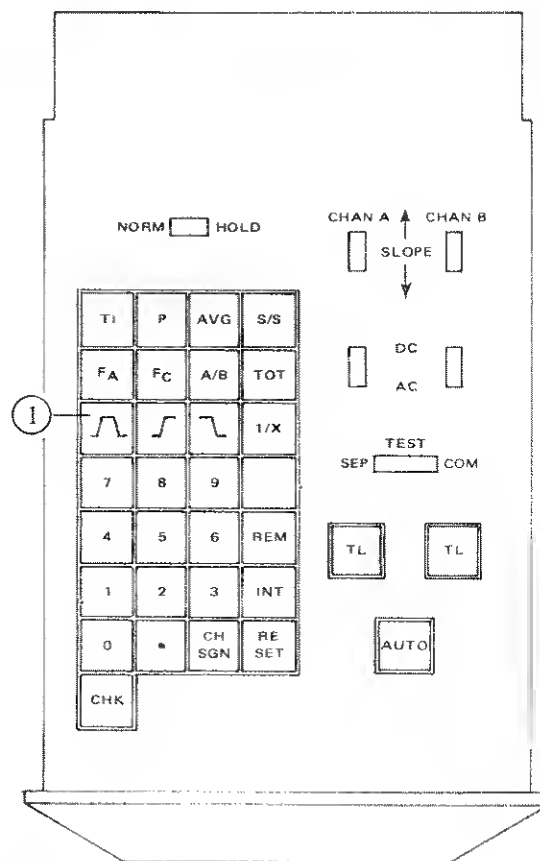 CHAN A CHAN B
NORM HOLD
SLOPE
TI P AVG S/S
FA FC A/B TOT
DC
AC
1 1/X
TEST
SEP COM
7 8 9
4 5 6 REM
TL TL
1 2 3 INT
0 . CH SGN RE SET
AUTO
CHK